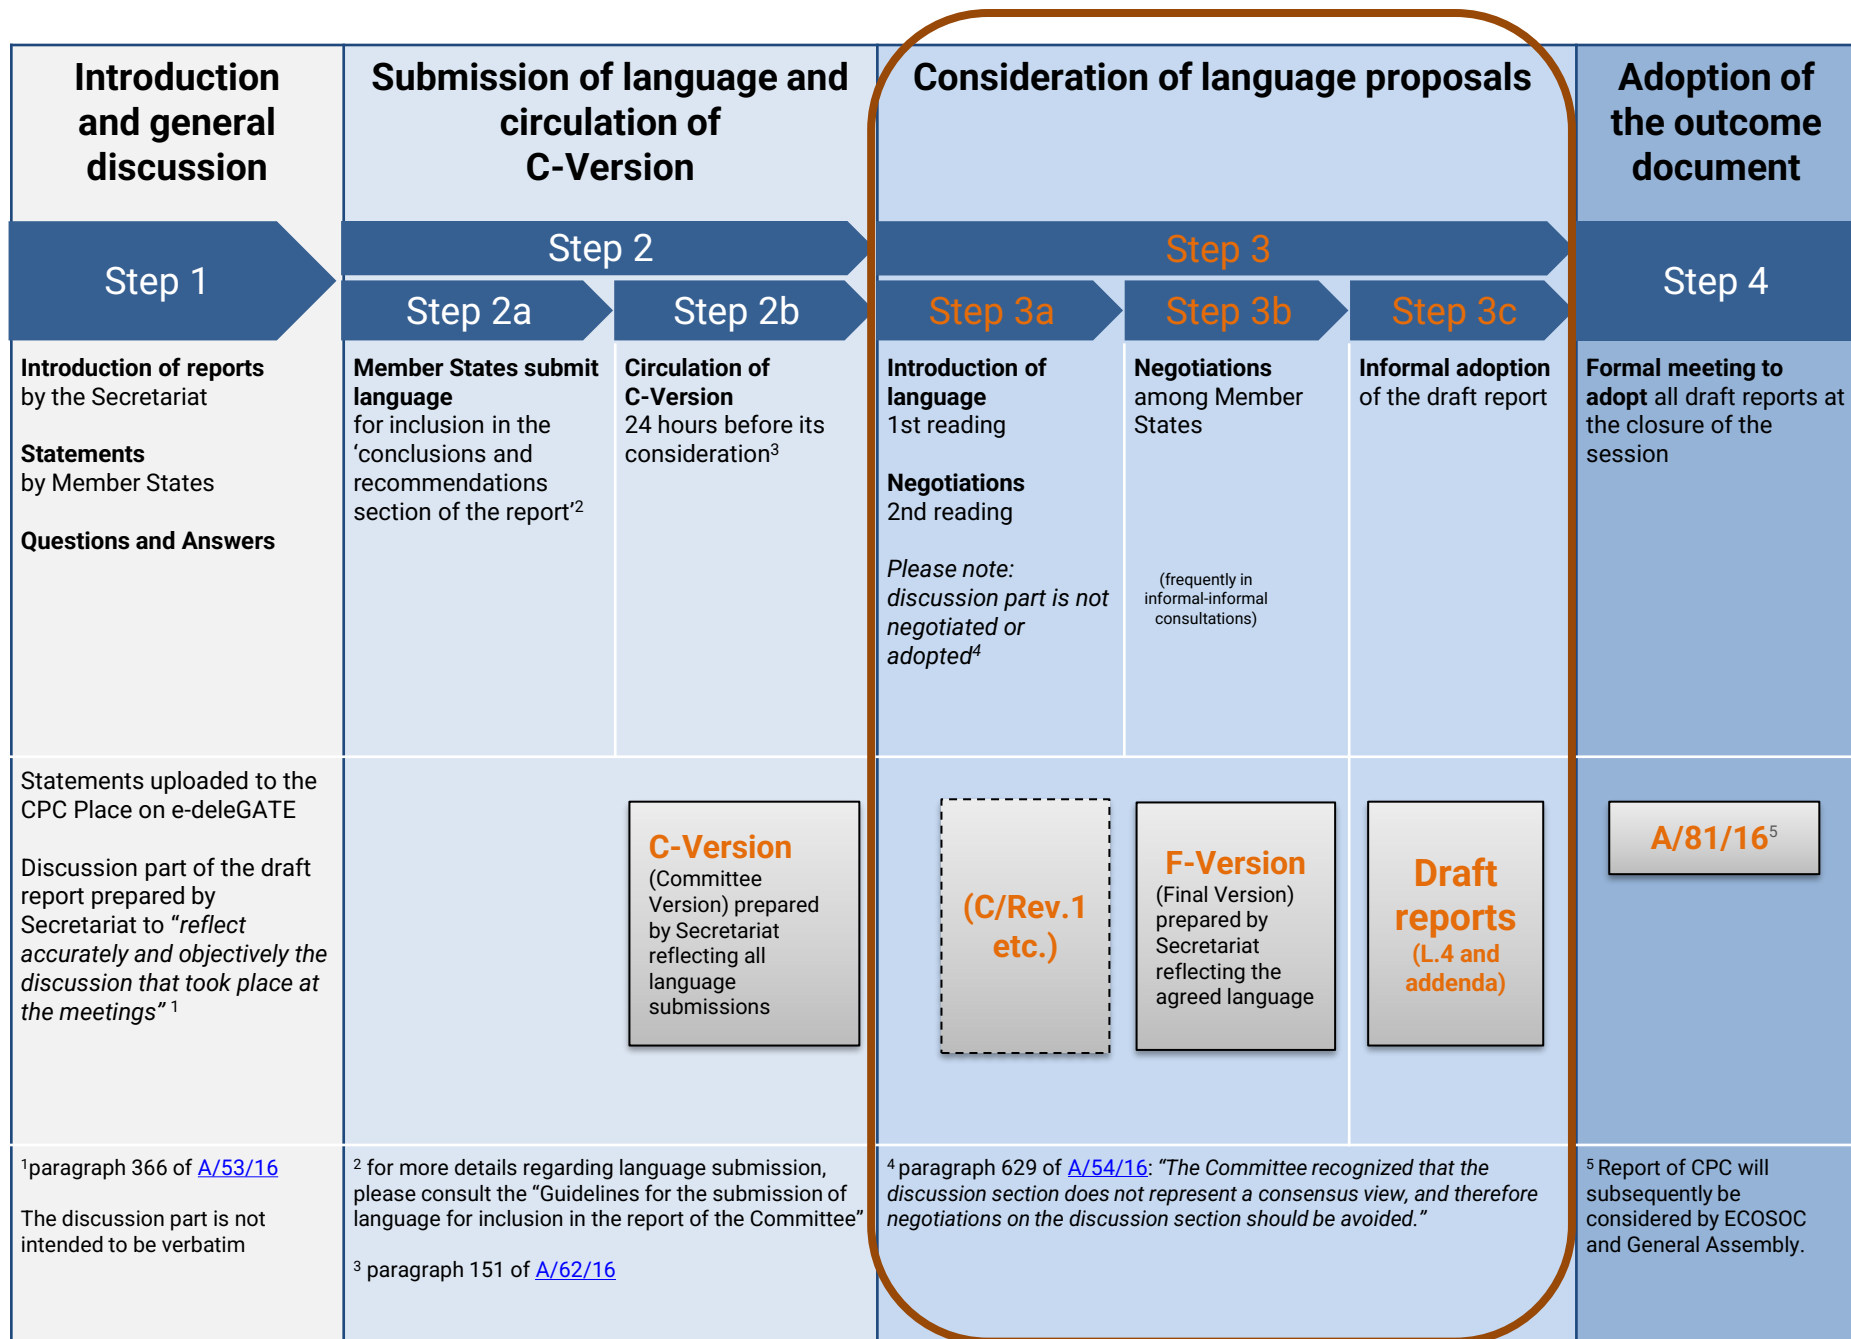 Introduction
and general
discussion
Submission of language and
circulation of
C-Version
Consideration of language proposals
Adoption of
the outcome
document
Step 1
Step 2
Step 2a
Step 2b
Step 3
Step 3a
Step 3b
Step 3c
Step 4
Introduction of reports
by the Secretariat
Statements
by Member States
Questions and Answers
Member States submit
language
for inclusion in the
‘conclusions and
recommendations
section of the report’²
Circulation of
C-Version
24 hours before its
consideration³
Introduction of
language
1st reading
Negotiations
2nd reading
Please note:
discussion part is not
negotiated or
adopted⁴
Negotiations
among Member
States
(frequently in
informal-informal
consultations)
Informal adoption
of the draft report
Formal meeting to
adopt all draft reports at
the closure of the
session
Statements uploaded to the
CPC Place on e-deleGATE
Discussion part of the draft
report prepared by
Secretariat to “reflect
accurately and objectively the
discussion that took place at
the meetings” ¹
C-Version
(Committee
Version) prepared
by Secretariat
reflecting all
language
submissions
(C/Rev.1
etc.)
F-Version
(Final Version)
prepared by
Secretariat
reflecting the
agreed language
Draft
reports
(L.4 and
addenda)
A/81/16⁵
¹paragraph 366 of A/53/16
The discussion part is not
intended to be verbatim
² for more details regarding language submission,
please consult the “Guidelines for the submission of
language for inclusion in the report of the Committee”
³ paragraph 151 of A/62/16
⁴ paragraph 629 of A/54/16: “The Committee recognized that the
discussion section does not represent a consensus view, and therefore
negotiations on the discussion section should be avoided.”
⁵ Report of CPC will
subsequently be
considered by ECOSOC
and General Assembly.